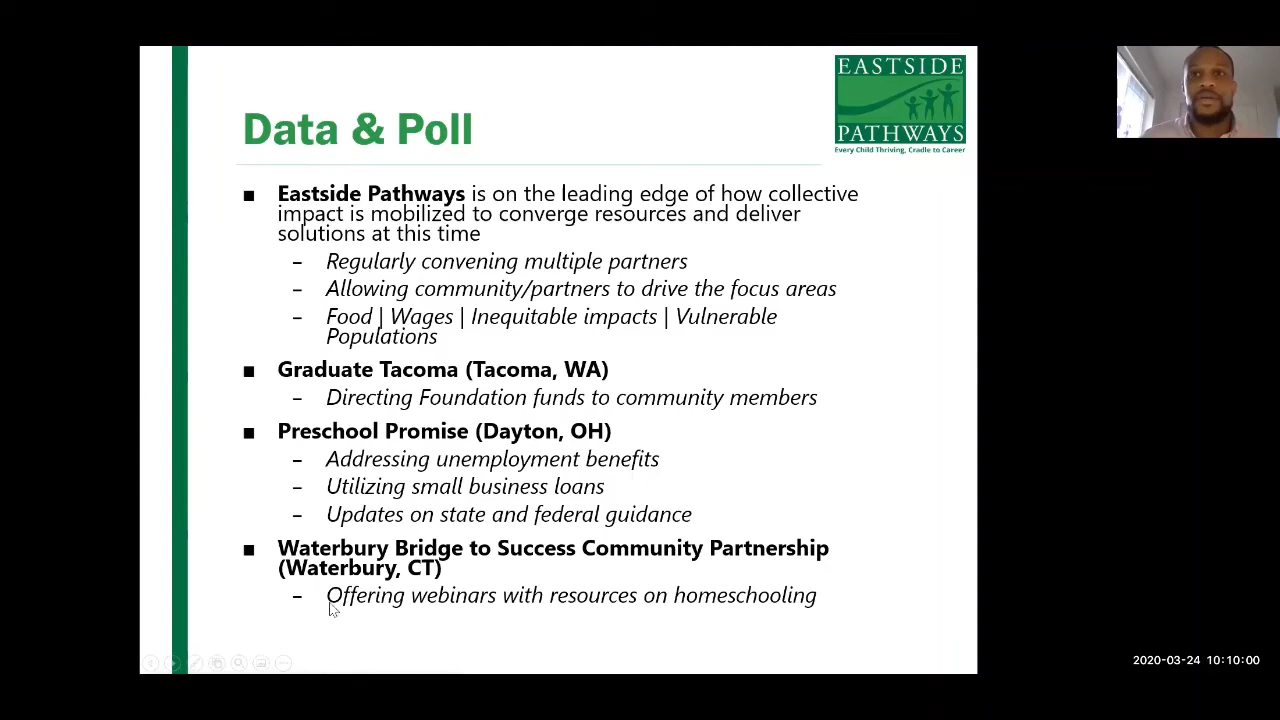 EASTSIDE
PATHWAYS
Every Child Thriving, Cradle to Career
Data & Poll
■ Eastside Pathways is on the leading edge of how collective
impact is mobilized to converge resources and deliver
solutions at this time
– Regularly convening multiple partners
– Allowing community/partners to drive the focus areas
– Food | Wages | Inequitable impacts | Vulnerable
Populations
■ Graduate Tacoma (Tacoma, WA)
– Directing Foundation funds to community members
■ Preschool Promise (Dayton, OH)
– Addressing unemployment benefits
– Utilizing small business loans
– Updates on state and federal guidance
■ Waterbury Bridge to Success Community Partnership
(Waterbury, CT)
– Offering webinars with resources on homeschooling
2020-03-24 10:10:00